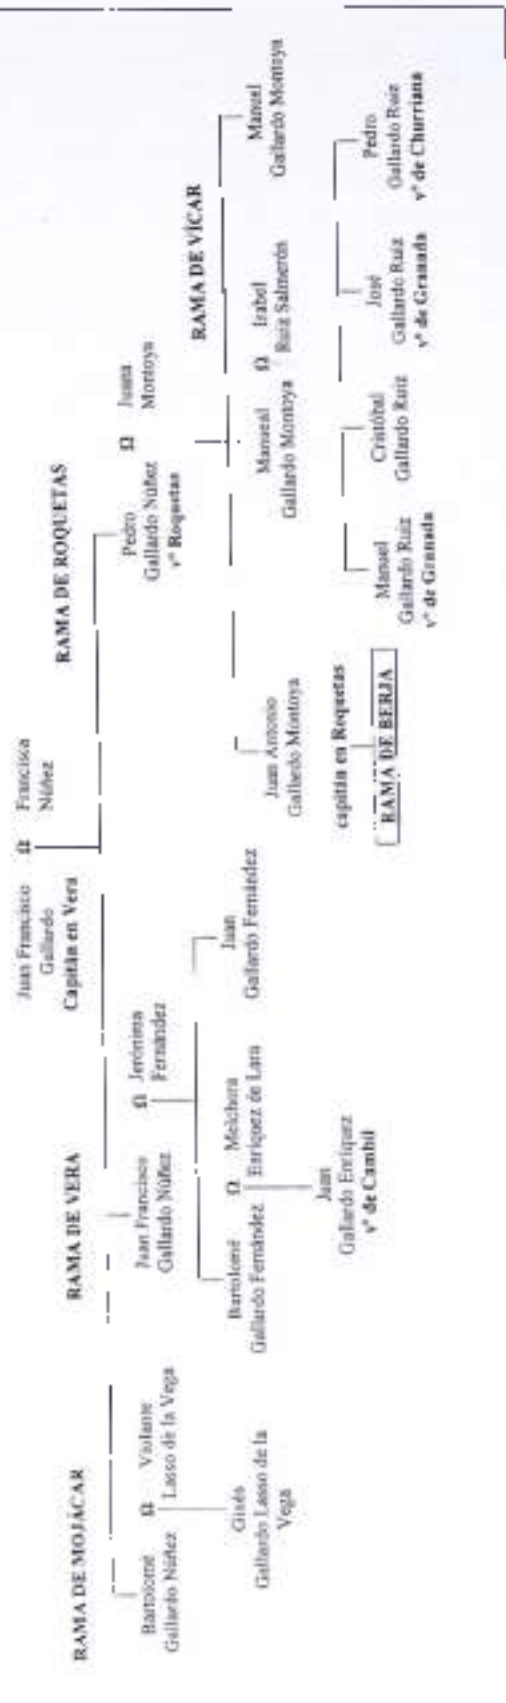 Juan Francisco
Gallardo
Capitán en Vera
Ω
Francisca
Núñez
RAMA DE MOJÁCAR
RAMA DE VERA
RAMA DE ROQUETAS
Bartolomé
Gallardo Núñez
Ω
Violante
Lasso de la Vega
Juan Francisco
Gallardo Núñez
Ω
Jerónima
Fernández
Pedro
Gallardo Núñez
vº Roquetas
Ω
Juana
Montoya
RAMA DE VÍCAR
Ginés
Gallardo Lasso de la
Vega
Bartolomé
Gallardo Fernández
Ω
Melchora
Enríquez de Lara
Juan
Gallardo Fernández
Juan Antonio
Gallardo Montoya
Manueal
Gallardo Montoya
Ω
Isabel
Ruiz Salmerón
Manuel
Gallardo Montoya
Juan
Gallardo Enríquez
vº de Cambil
capitán en Roquetas
RAMA DE BERJA
Manuel
Gallardo Ruiz
vº de Granada
Cristóbal
Gallardo Ruiz
José
Gallardo Ruiz
vº de Granada
Pedro
Gallardo Ruiz
vº de Churriana